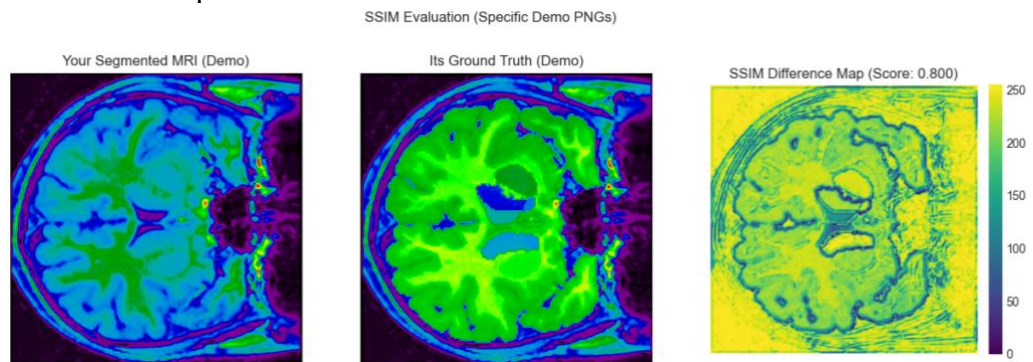 SSIM Evaluation (Specific Demo PNGs)
Your Segmented MRI (Demo)
Its Ground Truth (Demo)
SSIM Difference Map (Score: 0.800)
250
200
150
100
50
0